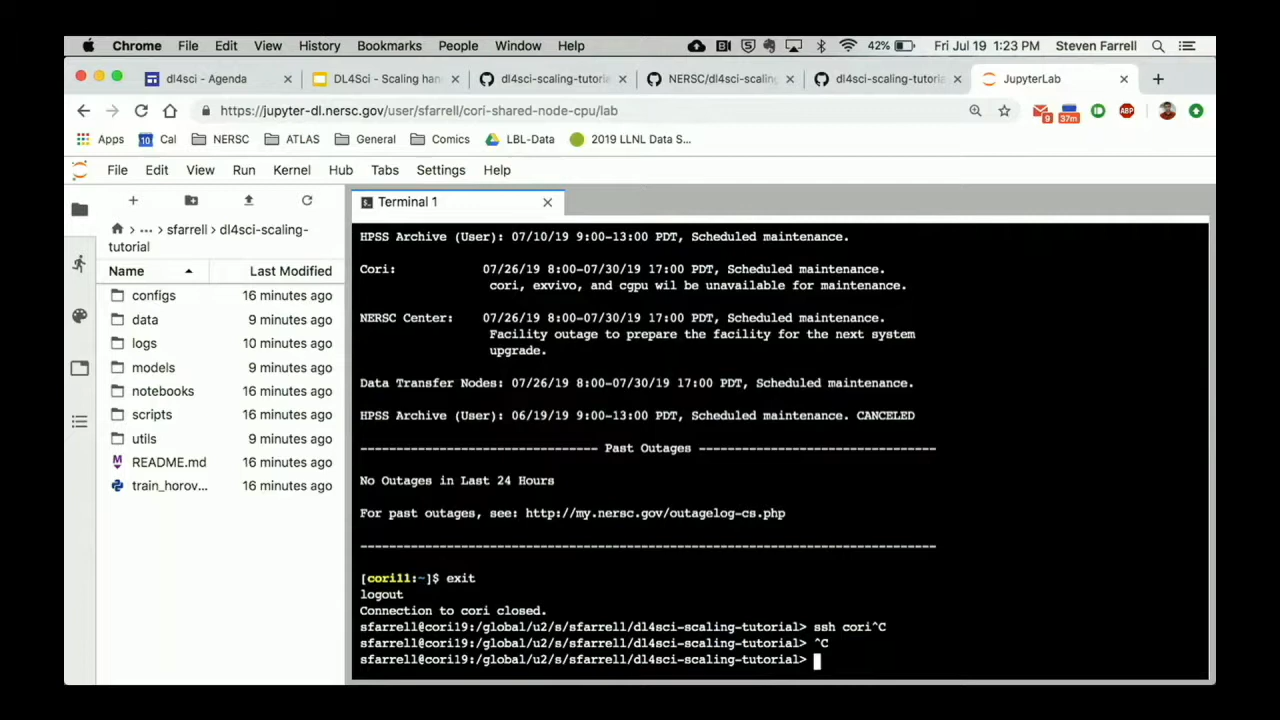 Chrome File Edit View History Bookmarks People Window Help 42% Fri Jul 19 1:23 PM Steven Farrell
dl4sci - Agenda
DL4Sci - Scaling han
dl4sci-scaling-tutoria
NERSC/dl4sci-scaling
dl4sci-scaling-tutoria
JupyterLab
https://jupyter-dl.nersc.gov/user/sfarrell/cori-shared-node-cpu/lab
9
37m
ABP
Apps 10 Cal NERSC ATLAS General Comics LBL-Data 2019 LLNL Data S...
File Edit View Run Kernel Hub Tabs Settings Help
Terminal 1
> ... > sfarrell > dl4sci-scaling-
tutorial
Name Last Modified
configs 16 minutes ago
data 9 minutes ago
logs 10 minutes ago
models 9 minutes ago
notebooks 16 minutes ago
scripts 16 minutes ago
utils 9 minutes ago
README.md 16 minutes ago
train_horov... 16 minutes ago
HPSS Archive (User): 07/10/19 9:00-13:00 PDT, Scheduled maintenance.
Cori: 07/26/19 8:00-07/30/19 17:00 PDT, Scheduled maintenance.
cori, exvivo, and cgpu wil be unavailable for maintenance.
NERSC Center: 07/26/19 8:00-07/30/19 17:00 PDT, Scheduled maintenance.
Facility outage to prepare the facility for the next system
upgrade.
Data Transfer Nodes: 07/26/19 8:00-07/30/19 17:00 PDT, Scheduled maintenance.
HPSS Archive (User): 06/19/19 9:00-13:00 PDT, Scheduled maintenance. CANCELED
--------------------------------- Past Outages ---------------------------------
No Outages in Last 24 Hours
For past outages, see: http://my.nersc.gov/outagelog-cs.php
--------------------------------------------------------------------------------
[cori11:~]$ exit
logout
Connection to cori closed.
sfarrell@cori19:/global/u2/s/sfarrell/dl4sci-scaling-tutorial> ssh cori^C
sfarrell@cori19:/global/u2/s/sfarrell/dl4sci-scaling-tutorial> ^C
sfarrell@cori19:/global/u2/s/sfarrell/dl4sci-scaling-tutorial>